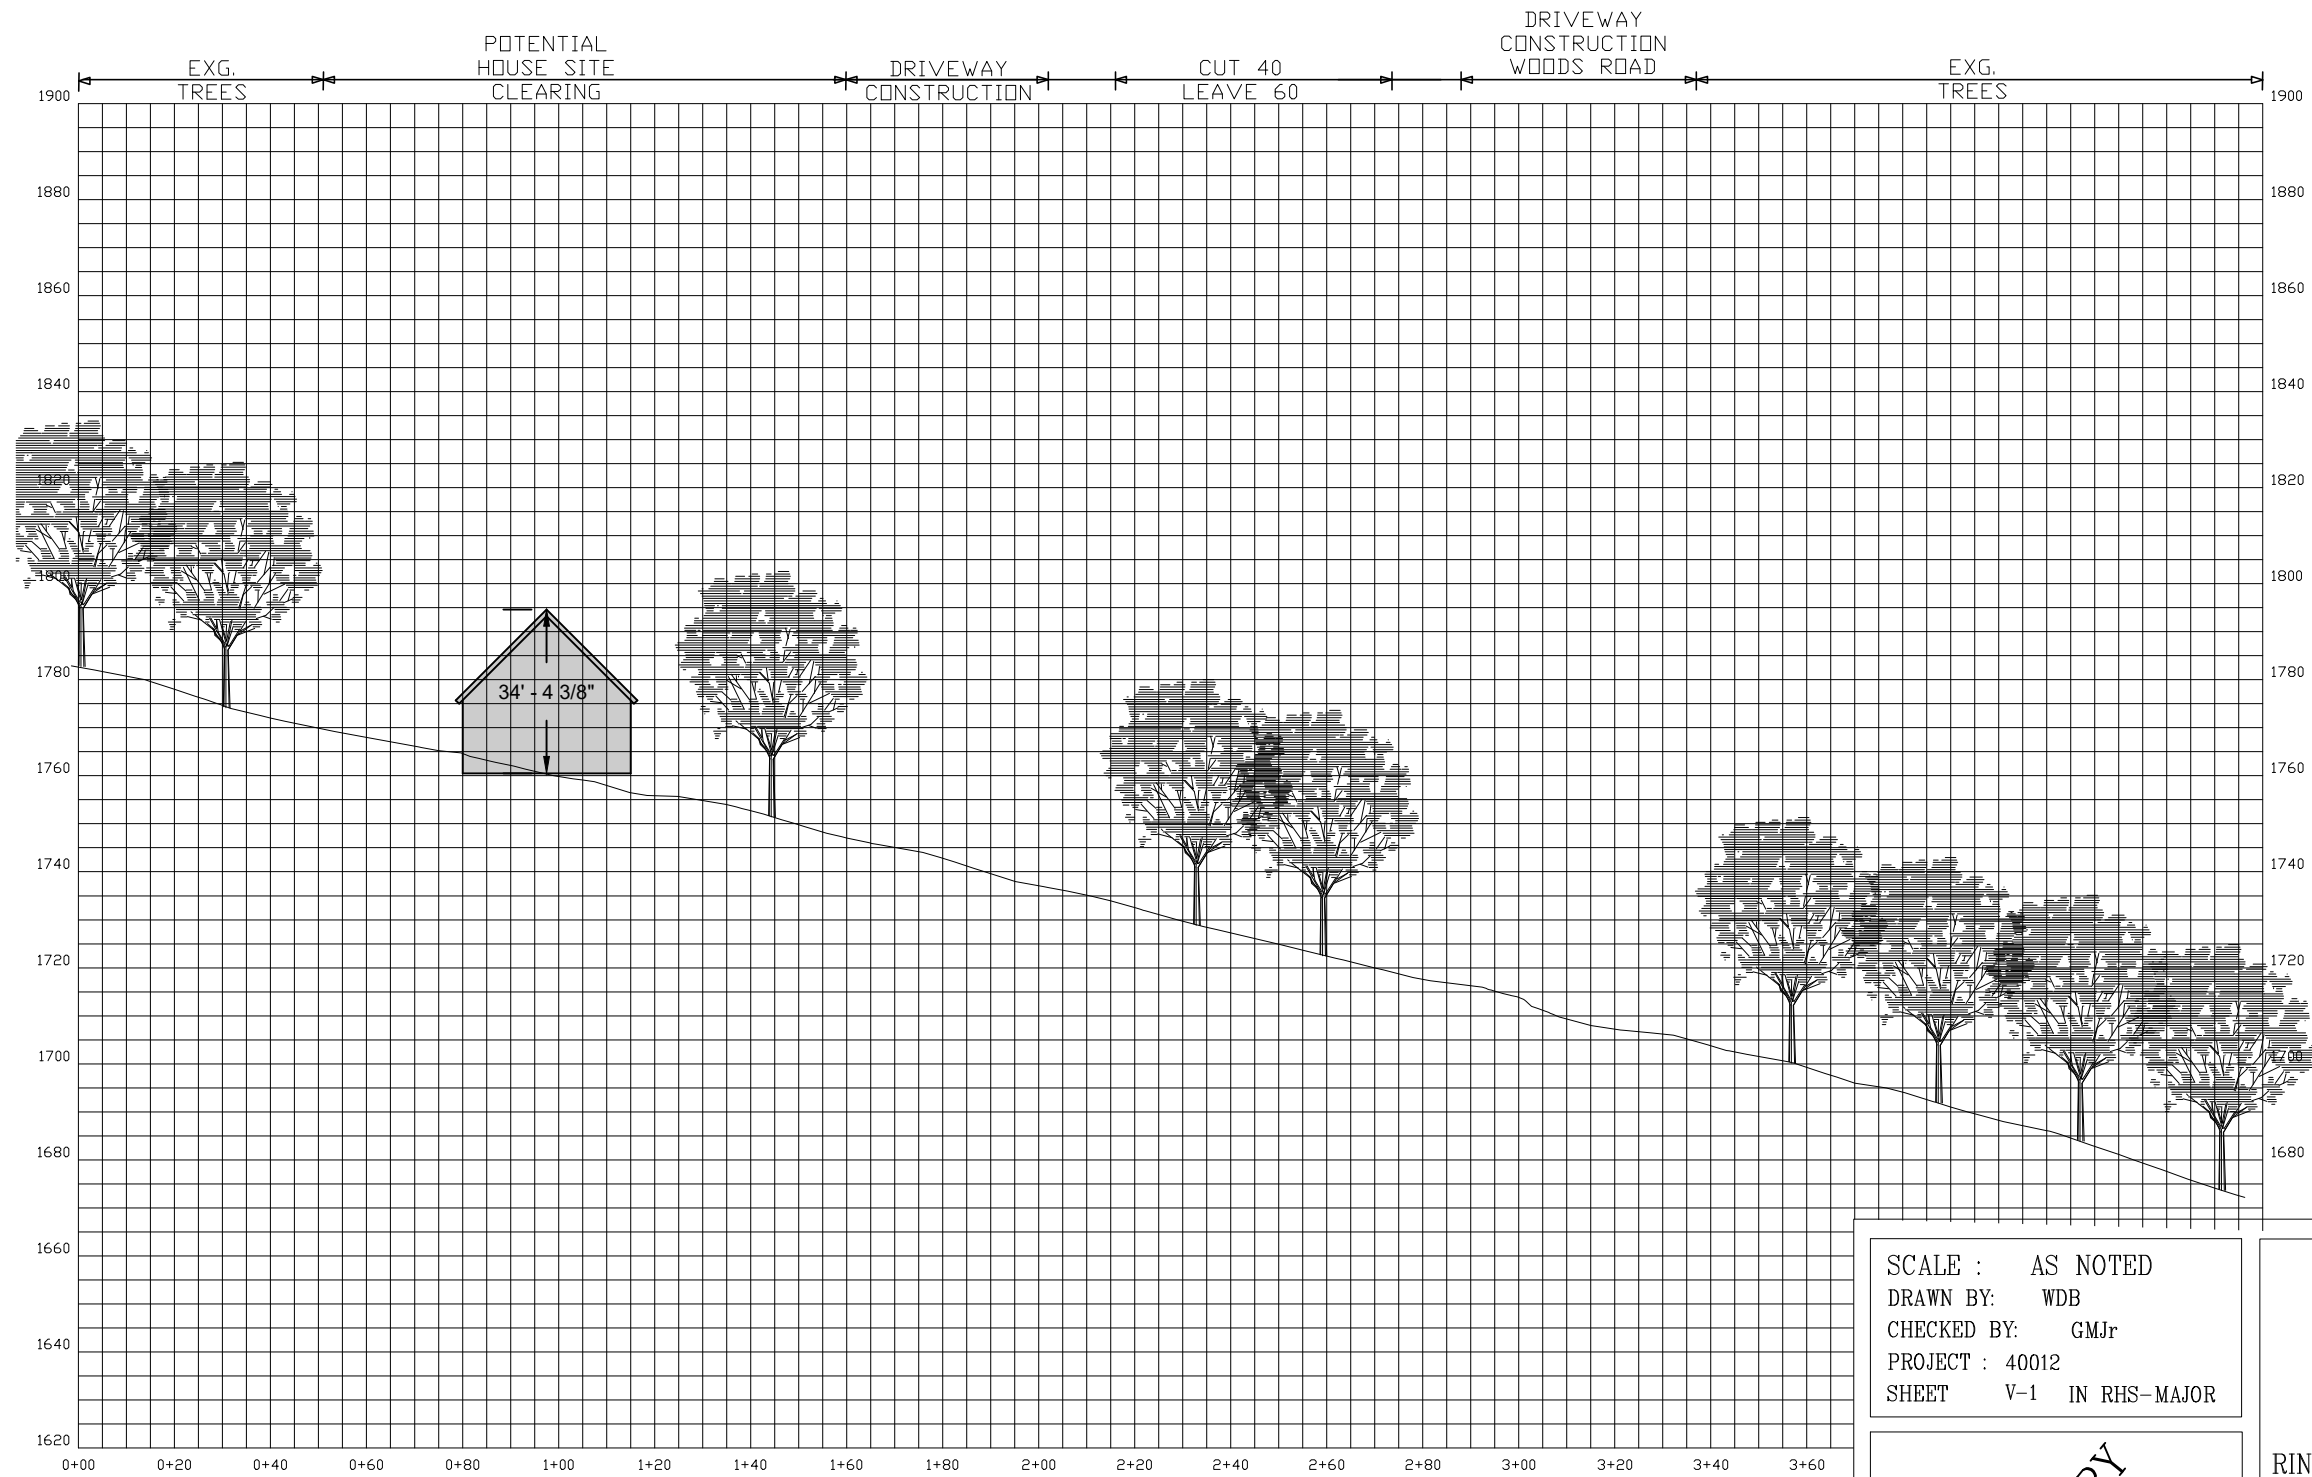 DRIVEWAY
CONSTRUCTION
WOODS ROAD
POTENTIAL
HOUSE SITE
CLEARING
EXG.
TREES
DRIVEWAY
CONSTRUCTION
CUT 40
LEAVE 60
EXG.
TREES
1900 1900
1880 1880
1860 1860
1840 1840
1820 1820
1800 1800
1780 1780
34' - 4 3/8"
1760 1760
1740 1740
1720 1720
1700 1700
1680 1680
1660
1640
1620
0+00 0+20 0+40 0+60 0+80 1+00 1+20 1+40 1+60 1+80 2+00 2+20 2+40 2+60 2+80 3+00 3+20 3+40 3+60
SCALE : AS NOTED
DRAWN BY: WDB
CHECKED BY: GMJr
PROJECT : 40012
SHEET V-1 IN RHS-MAJOR